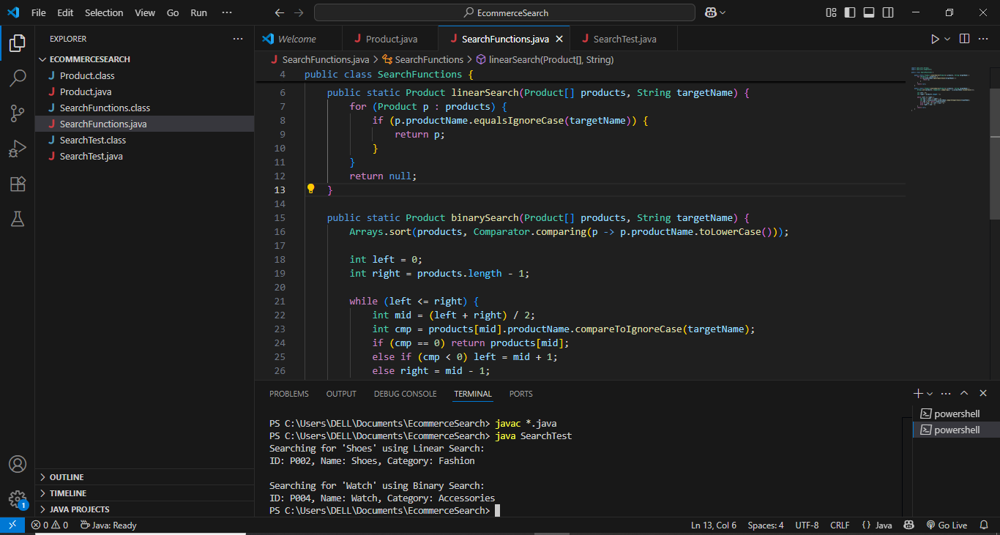 File Edit Selection View Go Run ··· EcommerceSearch
EXPLORER ···
ECOMMERCESEARCH
J Product.class
J Product.java
J SearchFunctions.class
J SearchFunctions.java
J SearchTest.class
J SearchTest.java
OUTLINE
TIMELINE
JAVA PROJECTS
Welcome J Product.java J SearchFunctions.java J SearchTest.java
J SearchFunctions.java > SearchFunctions > linearSearch(Product[], String)
4 public class SearchFunctions {
6 public static Product linearSearch(Product[] products, String targetName) {
7 for (Product p : products) {
8 if (p.productName.equalsIgnoreCase(targetName)) {
9 return p;
10 }
11 }
12 return null;
13 }
14
15 public static Product binarySearch(Product[] products, String targetName) {
16 Arrays.sort(products, Comparator.comparing(p -> p.productName.toLowerCase()));
17
18 int left = 0;
19 int right = products.length - 1;
20
21 while (left <= right) {
22 int mid = (left + right) / 2;
23 int cmp = products[mid].productName.compareToIgnoreCase(targetName);
24 if (cmp == 0) return products[mid];
25 else if (cmp < 0) left = mid + 1;
26 else right = mid - 1;
PROBLEMS OUTPUT DEBUG CONSOLE TERMINAL PORTS
PS C:\Users\DELL\Documents\EcommerceSearch> javac *.java
PS C:\Users\DELL\Documents\EcommerceSearch> java SearchTest
Searching for 'Shoes' using Linear Search:
ID: P002, Name: Shoes, Category: Fashion
Searching for 'Watch' using Binary Search:
ID: P004, Name: Watch, Category: Accessories
PS C:\Users\DELL\Documents\EcommerceSearch>
powershell
powershell
1
0 0 Java: Ready Ln 13, Col 6 Spaces: 4 UTF-8 CRLF {} Java Go Live